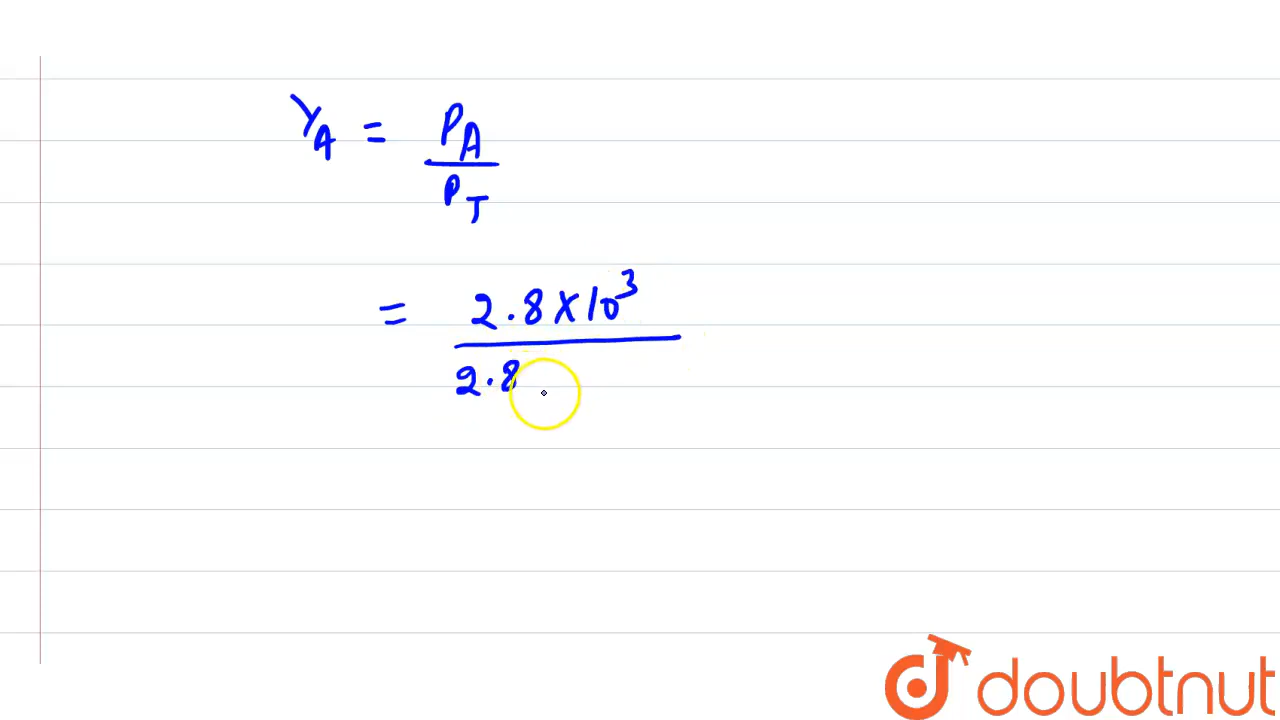 Y_A = P_A / P_T
= 2.8 × 10^3 / 2.8
doubtnut